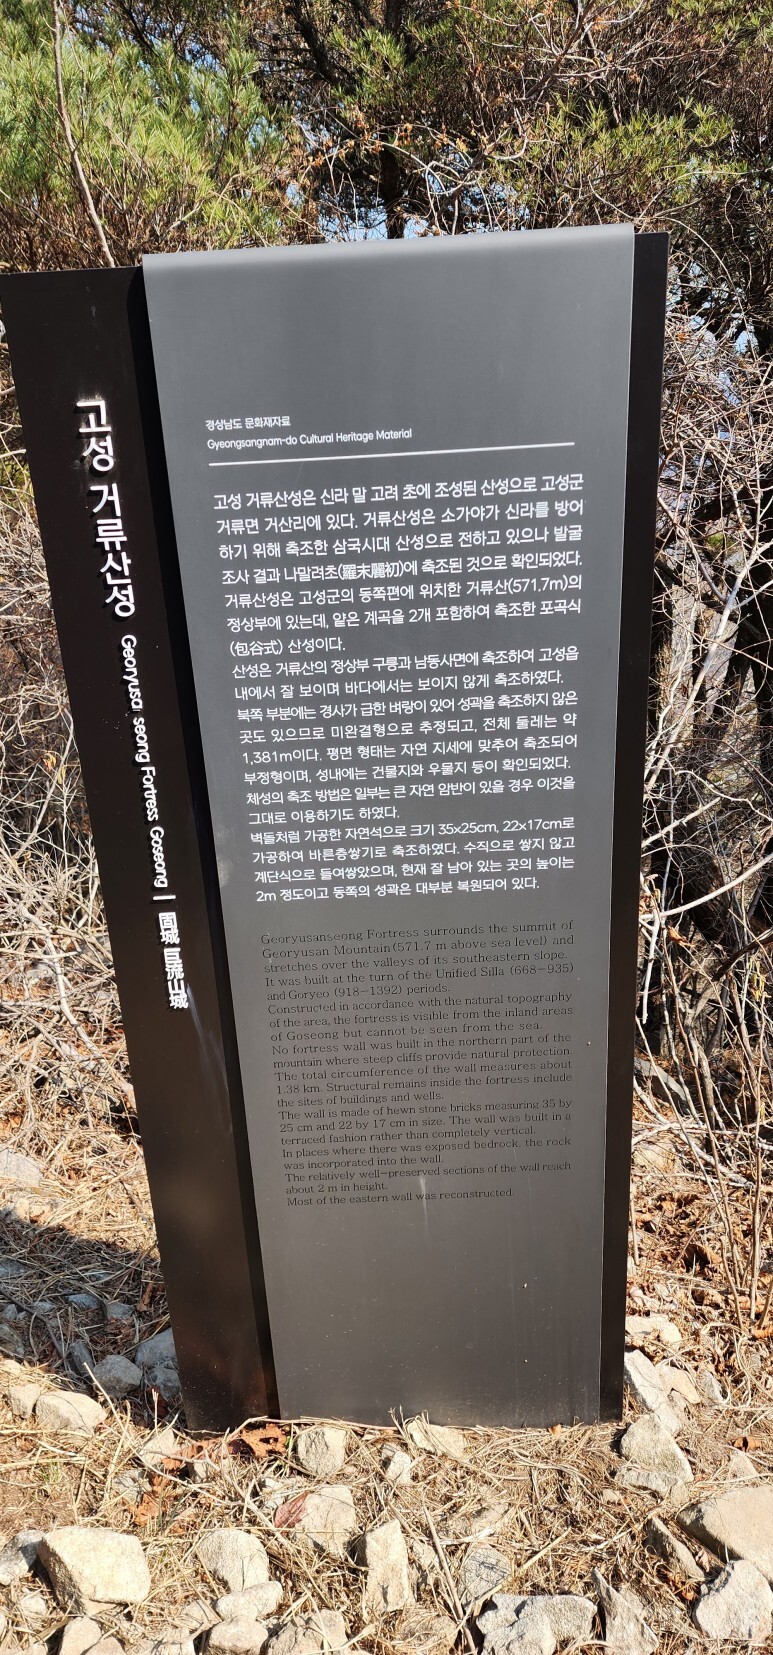 고성 거류산성 Georyusa seong Fortress Goseong 固城 巨流山城
경상남도 문화재자료
Gyeongsangnam-do Cultural Heritage Material
고성 거류산성은 신라 말 고려 초에 조성된 산성으로 고성군
거류면 거산리에 있다. 거류산성은 소가야가 신라를 방어
하기 위해 축조한 삼국시대 산성으로 전하고 있으나 발굴
조사 결과 나말려초(羅末麗初)에 축조된 것으로 확인되었다.
거류산성은 고성군의 동쪽편에 위치한 거류산(571.7m)의
정상부에 있는데, 얕은 계곡을 2개 포함하여 축조한 포곡식
(包谷式) 산성이다.
산성은 거류산의 정상부 구릉과 남동사면에 축조하여 고성읍
내에서 잘 보이며 바다에서는 보이지 않게 축조하였다.
북쪽 부분에는 경사가 급한 벼랑이 있어 성곽을 축조하지 않은
곳도 있으므로 미완결형으로 추정되고, 전체 둘레는 약
1,381m이다. 평면 형태는 자연 지세에 맞추어 축조되어
부정형이며, 성내에는 건물지와 우물지 등이 확인되었다.
체성의 축조 방법은 일부는 큰 자연 암반이 있을 경우 이것을
그대로 이용하기도 하였다.
벽돌처럼 가공한 자연석으로 크기 35x25cm, 22x17cm로
가공하여 바른층쌓기로 축조하였다. 수직으로 쌓지 않고
계단식으로 들여쌓았으며, 현재 잘 남아 있는 곳의 높이는
2m 정도이고 동쪽의 성곽은 대부분 복원되어 있다.
Georyusanseong Fortress surrounds the summit of
Georyusan Mountain(571.7 m above sea level) and
stretches over the valleys of its southeastern slope.
It was built at the turn of the Unified Silla (668-935)
and Goryeo (918-1392) periods.
Constructed in accordance with the natural topography
of the area, the fortress is visible from the inland areas
of Goseong but cannot be seen from the sea.
No fortress wall was built in the northern part of the
mountain where steep cliffs provide natural protection.
The total circumference of the wall measures about
1.38 km. Structural remains inside the fortress include
the sites of buildings and wells.
The wall is made of hewn stone bricks measuring 35 by
25 cm and 22 by 17 cm in size. The wall was built in a
terraced fashion rather than completely vertical.
In places where there was exposed bedrock, the rock
was incorporated into the wall.
The relatively well-preserved sections of the wall reach
about 2 m in height.
Most of the eastern wall was reconstructed.